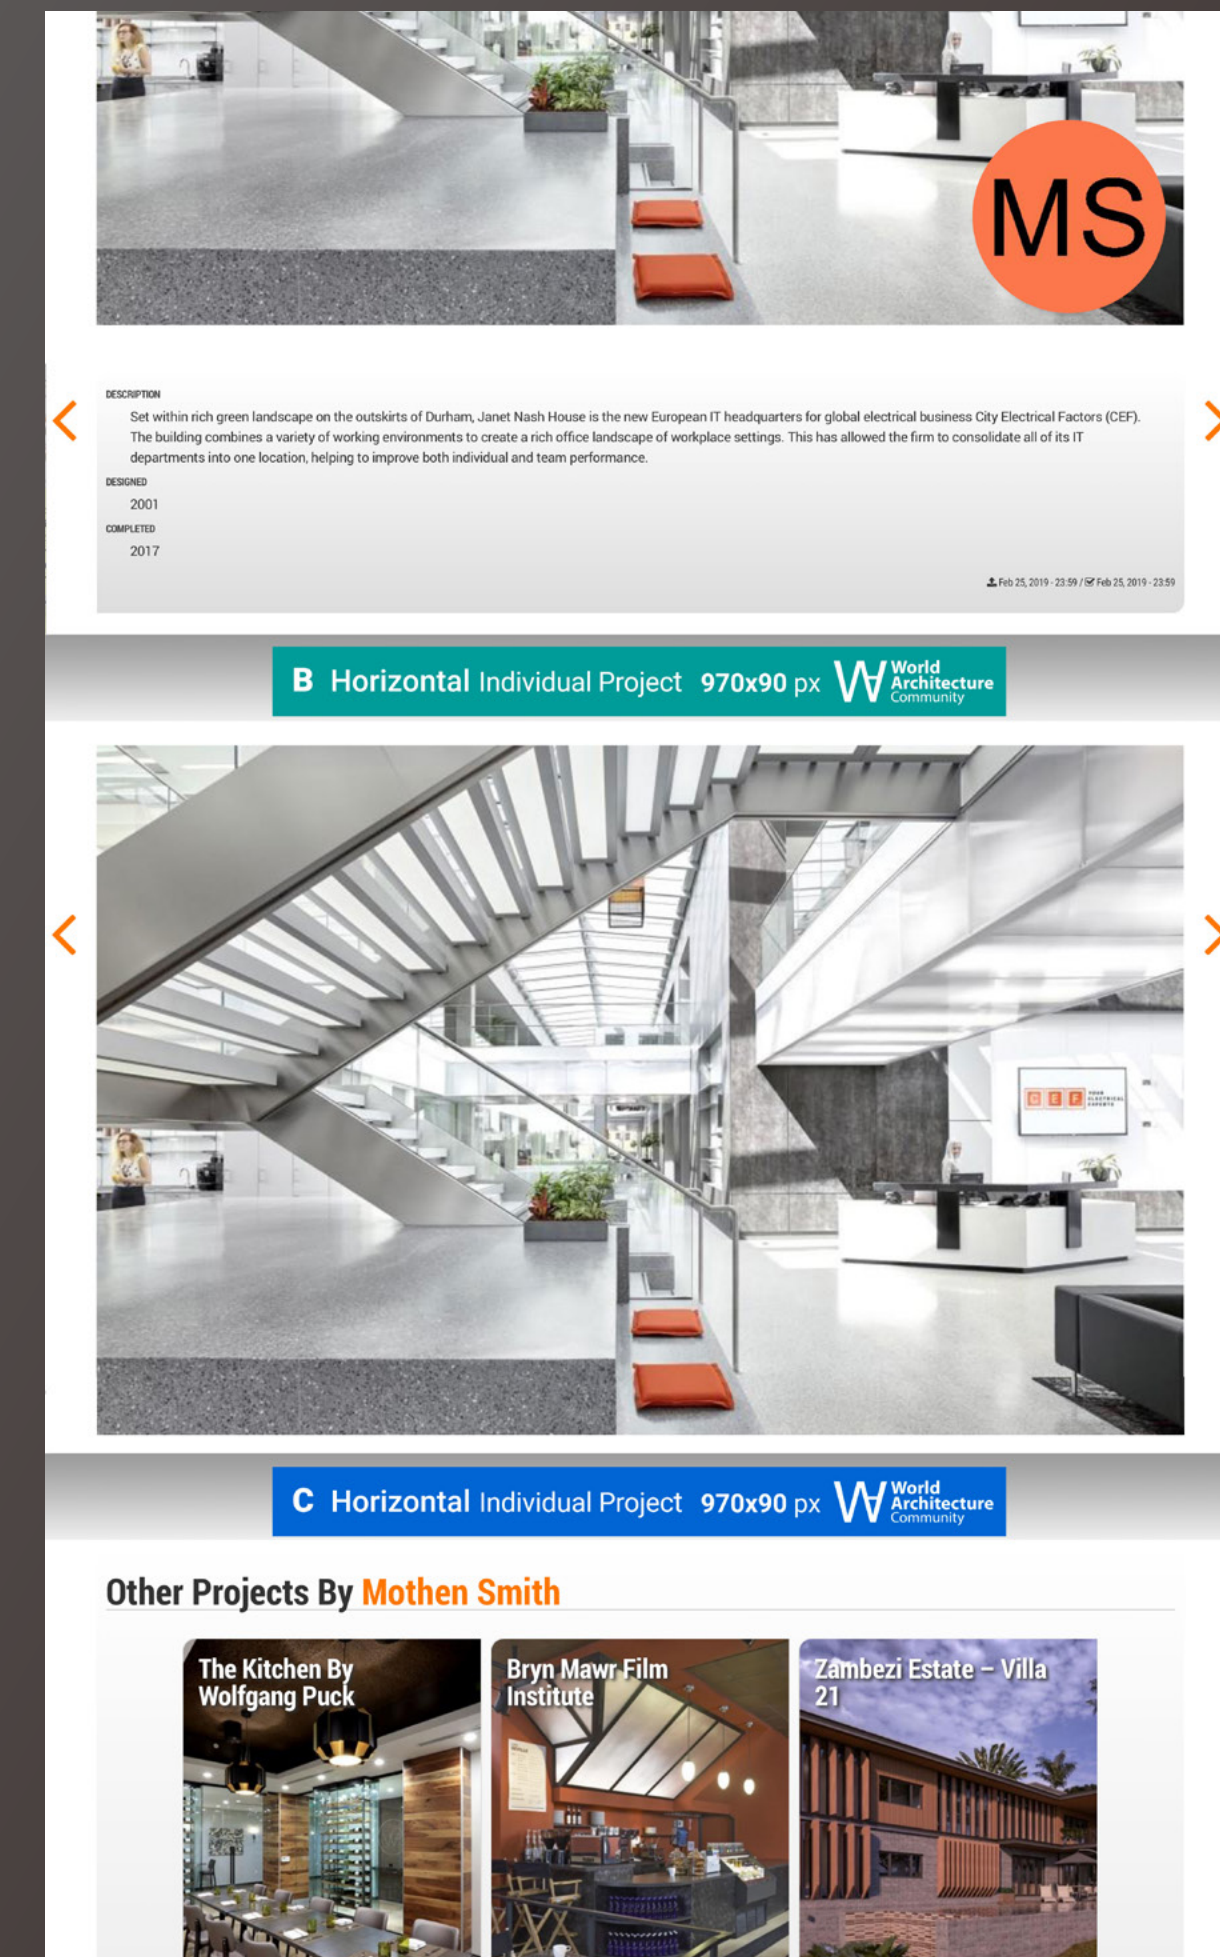 MS
DESCRIPTION
Set within rich green landscape on the outskirts of Durham, Janet Nash House is the new European IT headquarters for global electrical business City Electrical Factors (CEF).
The building combines a variety of working environments to create a rich office landscape of workplace settings. This has allowed the firm to consolidate all of its IT
departments into one location, helping to improve both individual and team performance.
DESIGNED
2001
COMPLETED
2017
Feb 25, 2019 - 23:59 / Feb 25, 2019 - 23:59
B Horizontal Individual Project 970x90 px
World
Architecture
Community
CEF
YOUR
ELECTRICAL
EXPERTS
C Horizontal Individual Project 970x90 px
World
Architecture
Community
Other Projects By Mothen Smith
The Kitchen By
Wolfgang Puck
Bryn Mawr Film
Institute
Zambezi Estate – Villa
21